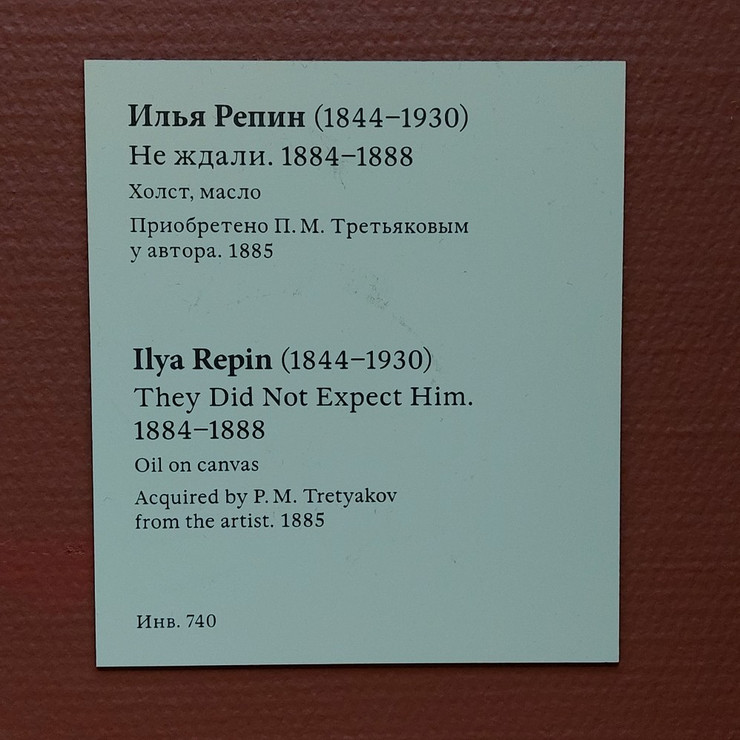 Илья Репин (1844–1930)
Не ждали. 1884–1888
Холст, масло
Приобретено П. М. Третьяковым
у автора. 1885
Ilya Repin (1844–1930)
They Did Not Expect Him.
1884–1888
Oil on canvas
Acquired by P. M. Tretyakov
from the artist. 1885
Инв. 740